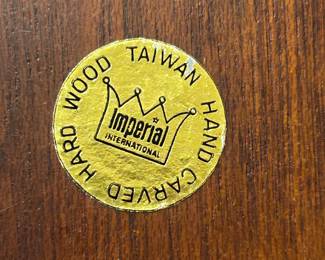 HARD WOOD TAIWAN HAND CARVED
Imperial
INTERNATIONAL